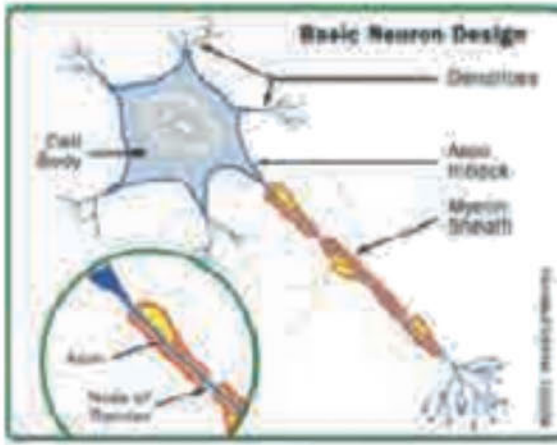 Basic Neuron Design
Dendrites
Cell
Body
Axon
Hillock
Myelin
Sheath
Axon
Node of
Ranvier